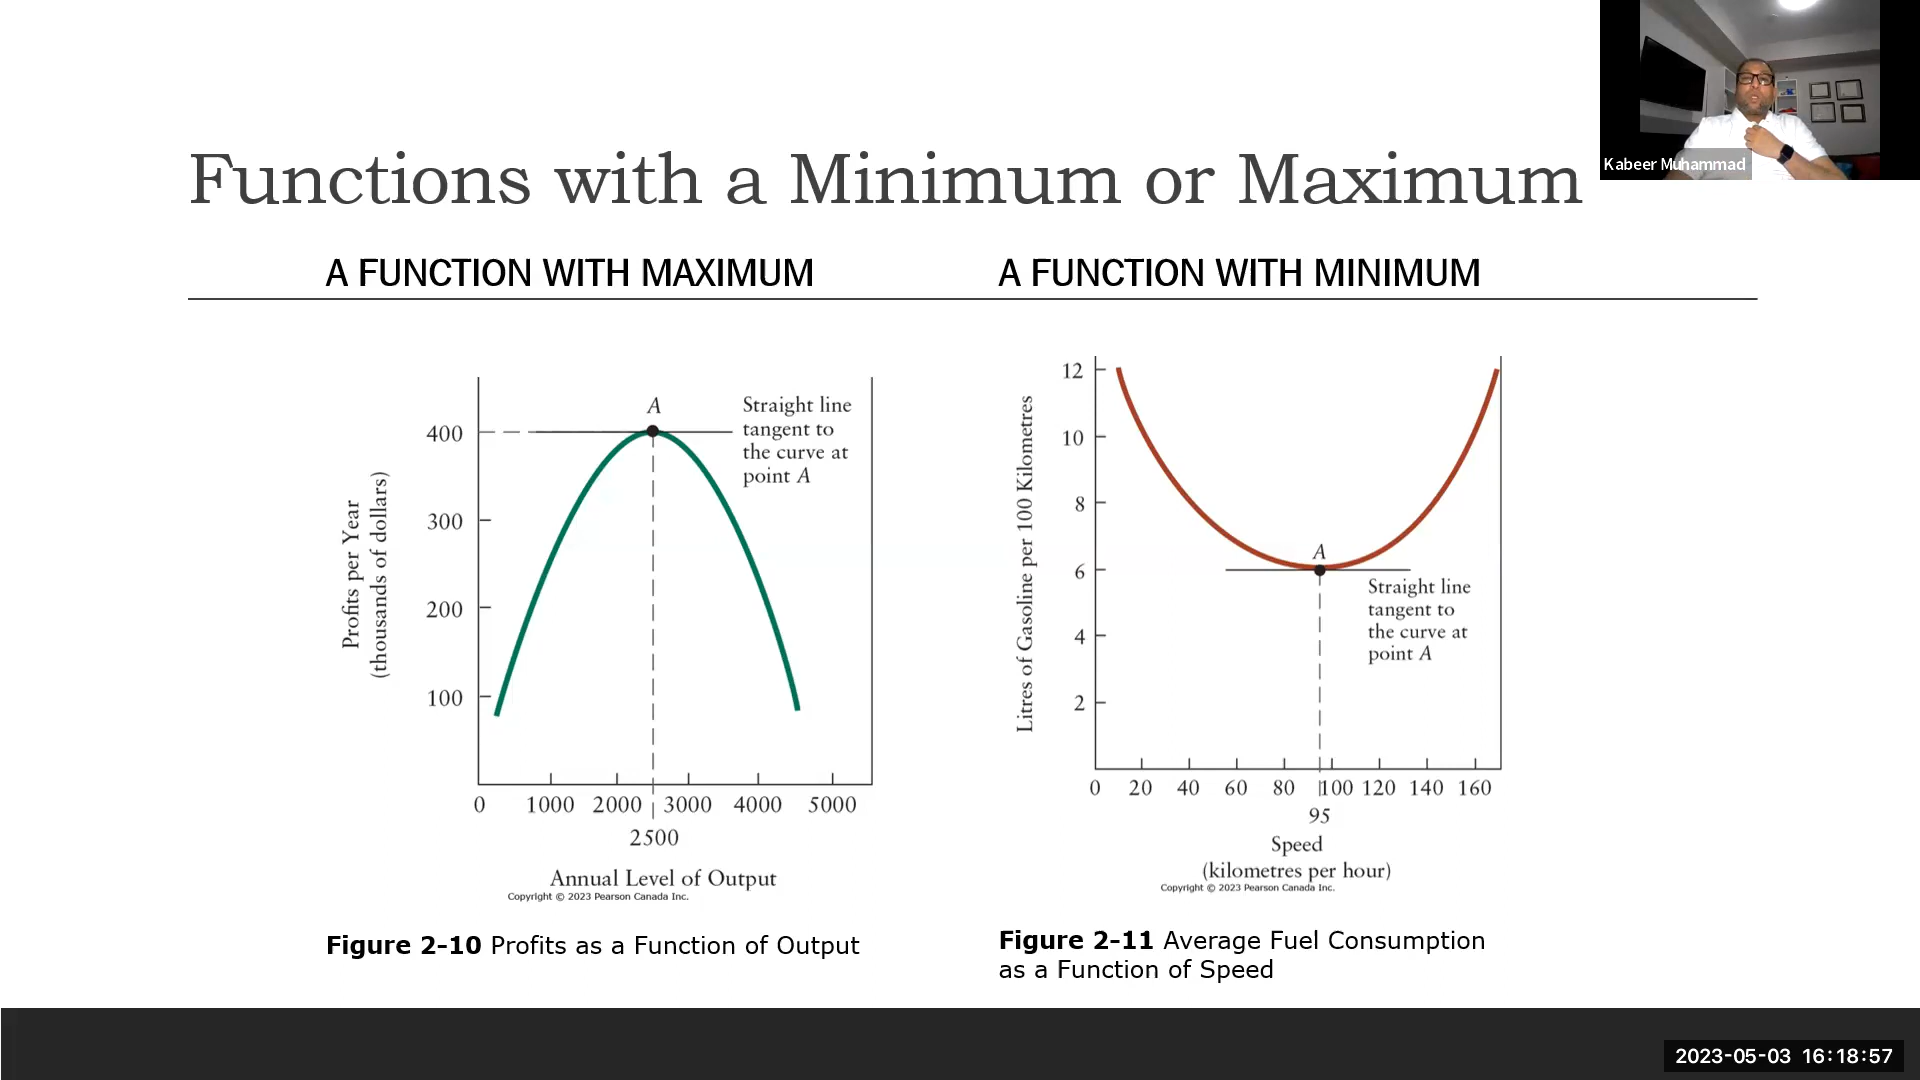 Kabeer Muhammad
Functions with a Minimum or Maximum
A FUNCTION WITH MAXIMUM
Profits per Year
(thousands of dollars)
400
300
200
100
A
Straight line
tangent to
the curve at
point A
0 1000 2000 3000 4000 5000
2500
Annual Level of Output
Copyright © 2023 Pearson Canada Inc.
Figure 2-10 Profits as a Function of Output
A FUNCTION WITH MINIMUM
Litres of Gasoline per 100 Kilometres
12
10
8
6
4
2
A
Straight line
tangent to
the curve at
point A
0 20 40 60 80 100 120 140 160
95
Speed
(kilometres per hour)
Copyright © 2023 Pearson Canada Inc.
Figure 2-11 Average Fuel Consumption
as a Function of Speed
2023-05-03 16:18:57